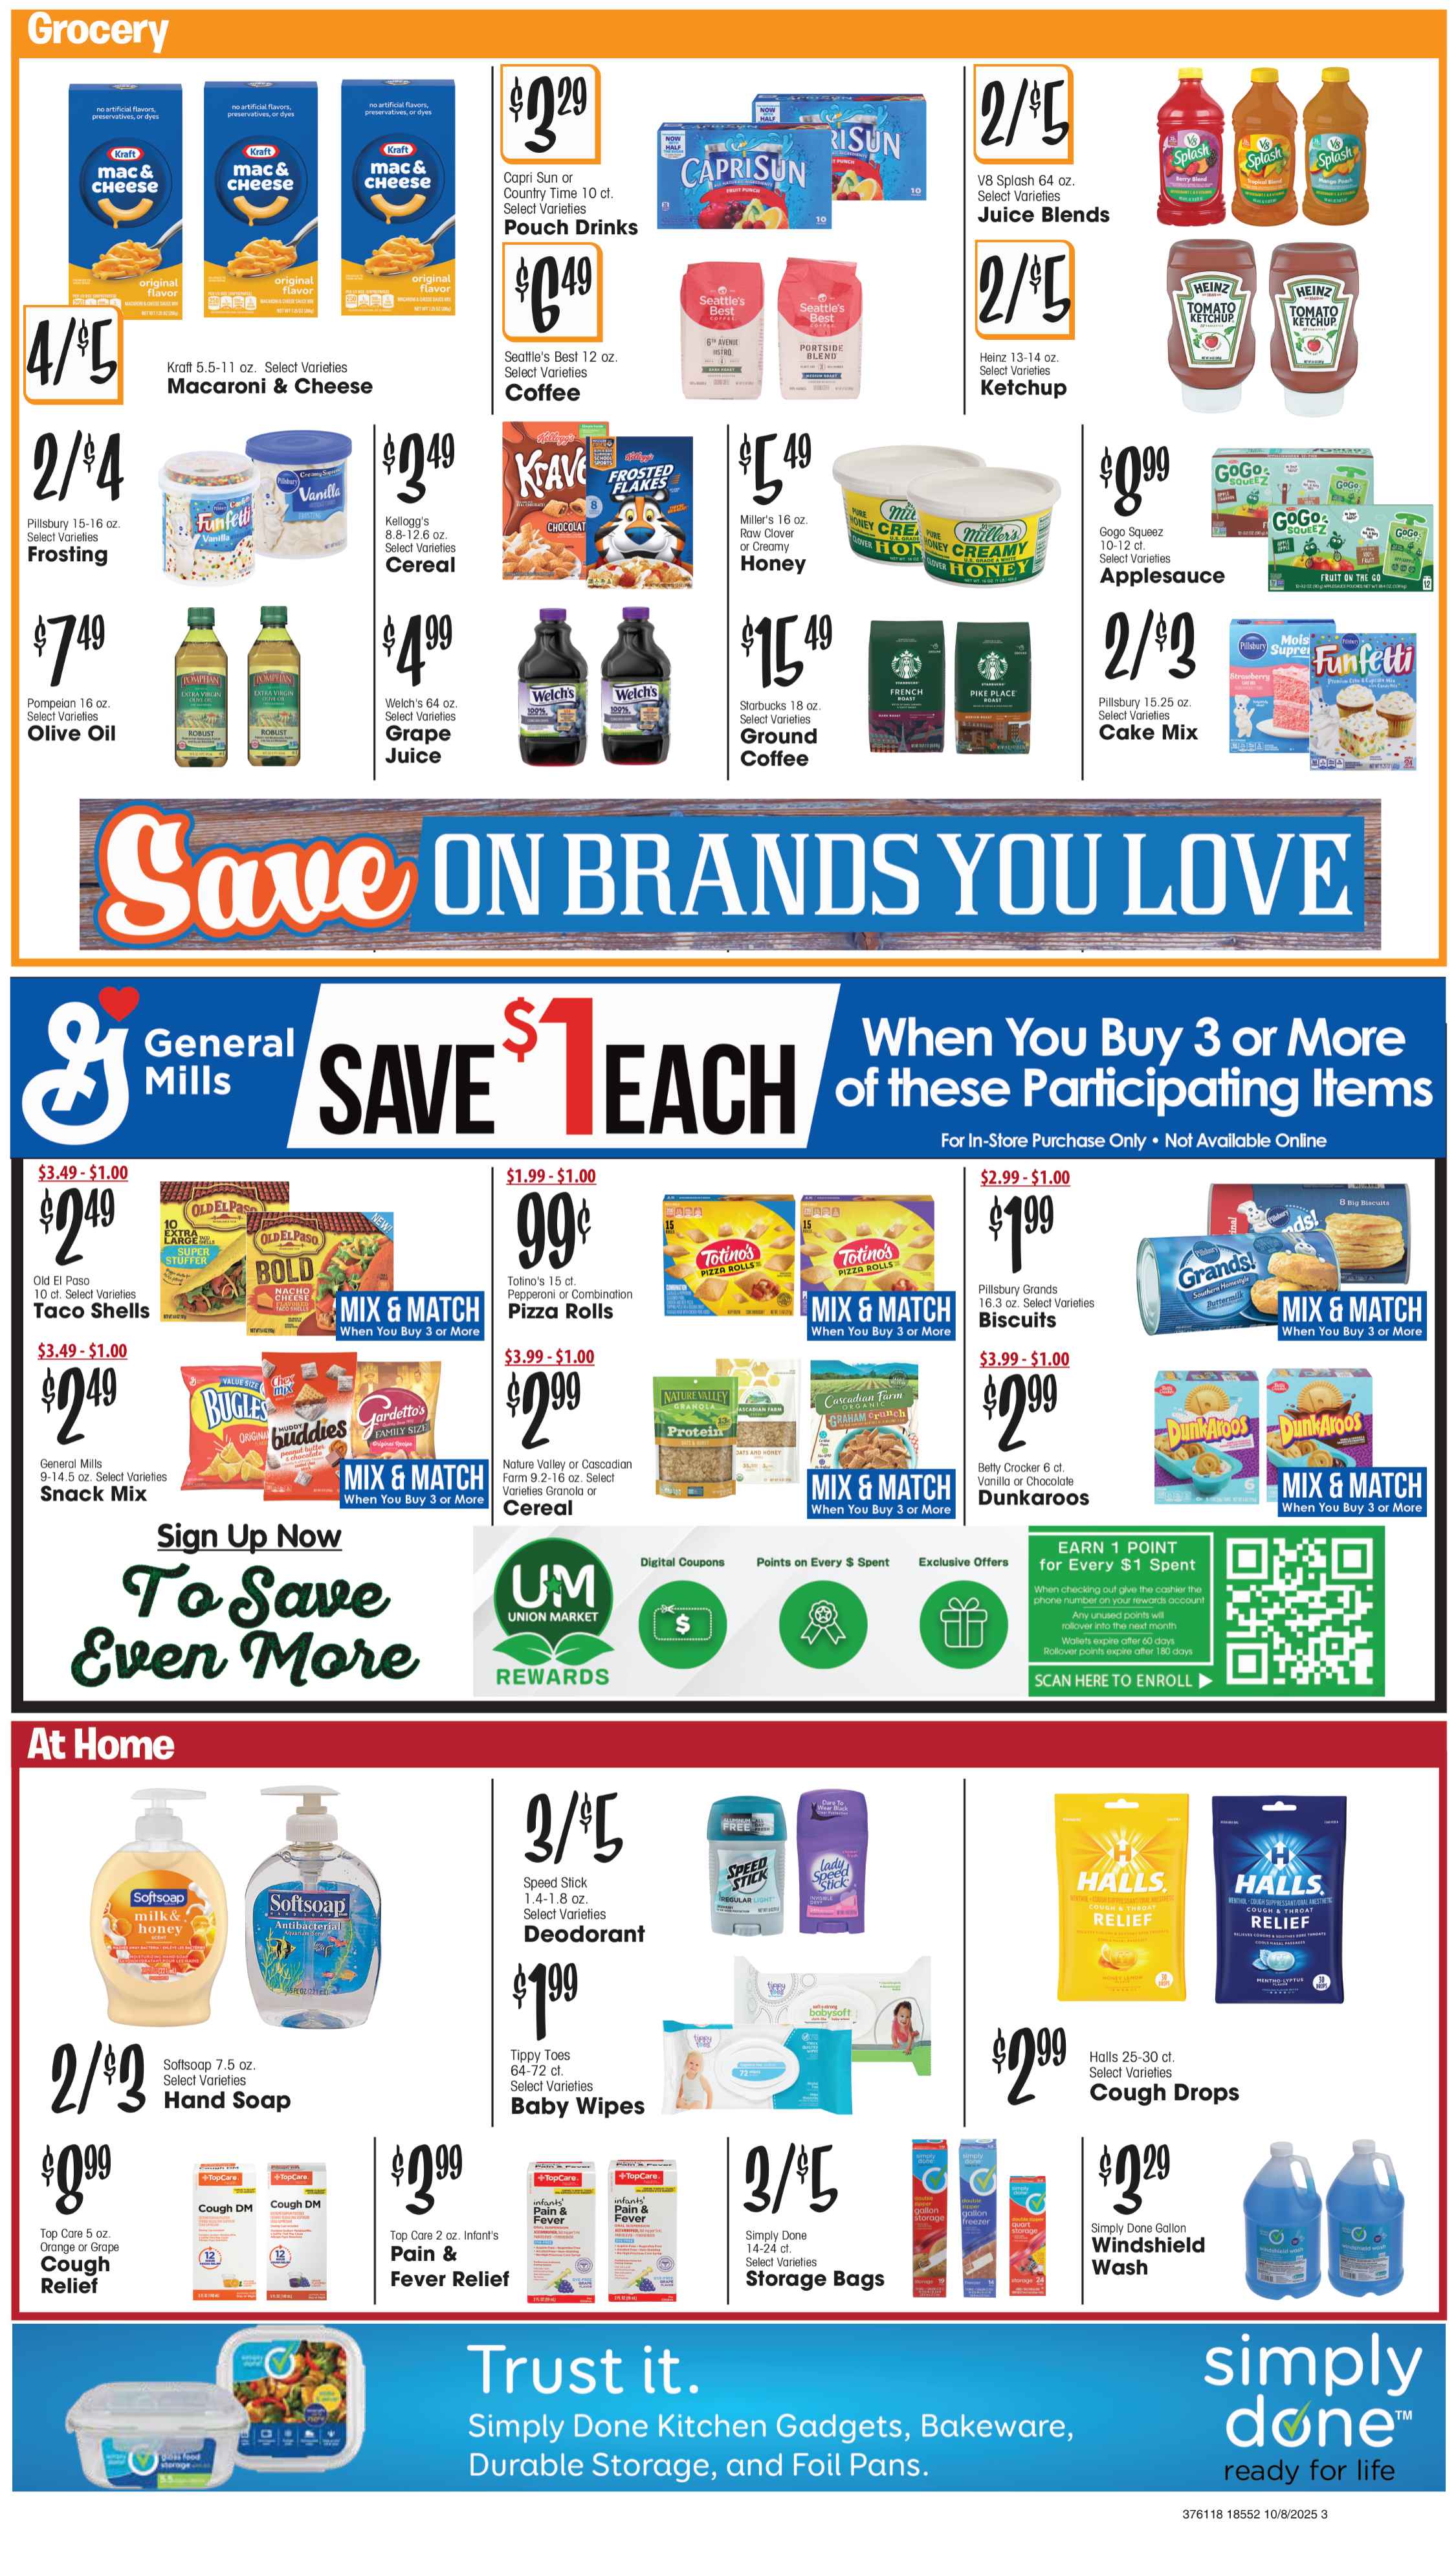 Grocery
4/$5
Kraft 5.5-11 oz. Select Varieties
Macaroni & Cheese
$3.29
Capri Sun or
Country Time 10 ct.
Select Varieties
Pouch Drinks
$6.49
Seattle's Best 12 oz.
Select Varieties
Coffee
2/$5
V8 Splash 64 oz.
Select Varieties
Juice Blends
2/$5
Heinz 13-14 oz.
Select Varieties
Ketchup
2/$4
Pillsbury 15-16 oz.
Select Varieties
Frosting
$3.49
Kellogg's
8.8-12.6 oz.
Select Varieties
Cereal
$5.49
Miller's 16 oz.
Raw Clover
or Creamy
Honey
$8.99
Gogo Squeez
10-12 ct.
Select Varieties
Applesauce
$7.49
Pompeian 16 oz.
Select Varieties
Olive Oil
$4.99
Welch's 64 oz.
Select Varieties
Grape
Juice
$15.49
Starbucks 18 oz.
Select Varieties
Ground
Coffee
2/$3
Pillsbury 15.25 oz.
Select Varieties
Cake Mix
Save ON BRANDS YOU LOVE
General
Mills
SAVE $1 EACH
When You Buy 3 or More
of these Participating Items
For In-Store Purchase Only • Not Available Online
$3.49 - $1.00
$2.49
Old El Paso
10 ct. Select Varieties
Taco Shells
MIX & MATCH
When You Buy 3 or More
$1.99 - $1.00
99¢
Totino's 15 ct.
Pepperoni or Combination
Pizza Rolls
MIX & MATCH
When You Buy 3 or More
$2.99 - $1.00
$1.99
Pillsbury Grands
16.3 oz. Select Varieties
Biscuits
MIX & MATCH
When You Buy 3 or More
$3.49 - $1.00
$2.49
General Mills
9-14.5 oz. Select Varieties
Snack Mix
MIX & MATCH
When You Buy 3 or More
$3.99 - $1.00
$2.99
Nature Valley or Cascadian
Farm 9.2-16 oz. Select
Varieties Granola or
Cereal
MIX & MATCH
When You Buy 3 or More
$3.99 - $1.00
$2.99
Betty Crocker 6 ct.
Vanilla or Chocolate
Dunkaroos
MIX & MATCH
When You Buy 3 or More
Sign Up Now
To Save
Even More
UM
UNION MARKET
REWARDS
Digital Coupons
Points on Every $ Spent
Exclusive Offers
EARN 1 POINT
for Every $1 Spent
When checking out give the cashier the
phone number on your rewards account
Any unused points will
rollover into the next month
Wallets expire after 60 days
Rollover points expire after 180 days
SCAN HERE TO ENROLL
At Home
2/$3
Softsoap 7.5 oz.
Select Varieties
Hand Soap
3/$5
Speed Stick
1.4-1.8 oz.
Select Varieties
Deodorant
$1.99
Tippy Toes
64-72 ct.
Select Varieties
Baby Wipes
$2.99
Halls 25-30 ct.
Select Varieties
Cough Drops
$8.99
Top Care 5 oz.
Orange or Grape
Cough
Relief
$3.99
Top Care 2 oz. Infant's
Pain &
Fever Relief
3/$5
Simply Done
14-24 ct.
Select Varieties
Storage Bags
$3.29
Simply Done Gallon
Windshield
Wash
Trust it.
Simply Done Kitchen Gadgets, Bakeware,
Durable Storage, and Foil Pans.
simply
done™
ready for life
376118 18552 10/8/2025 3